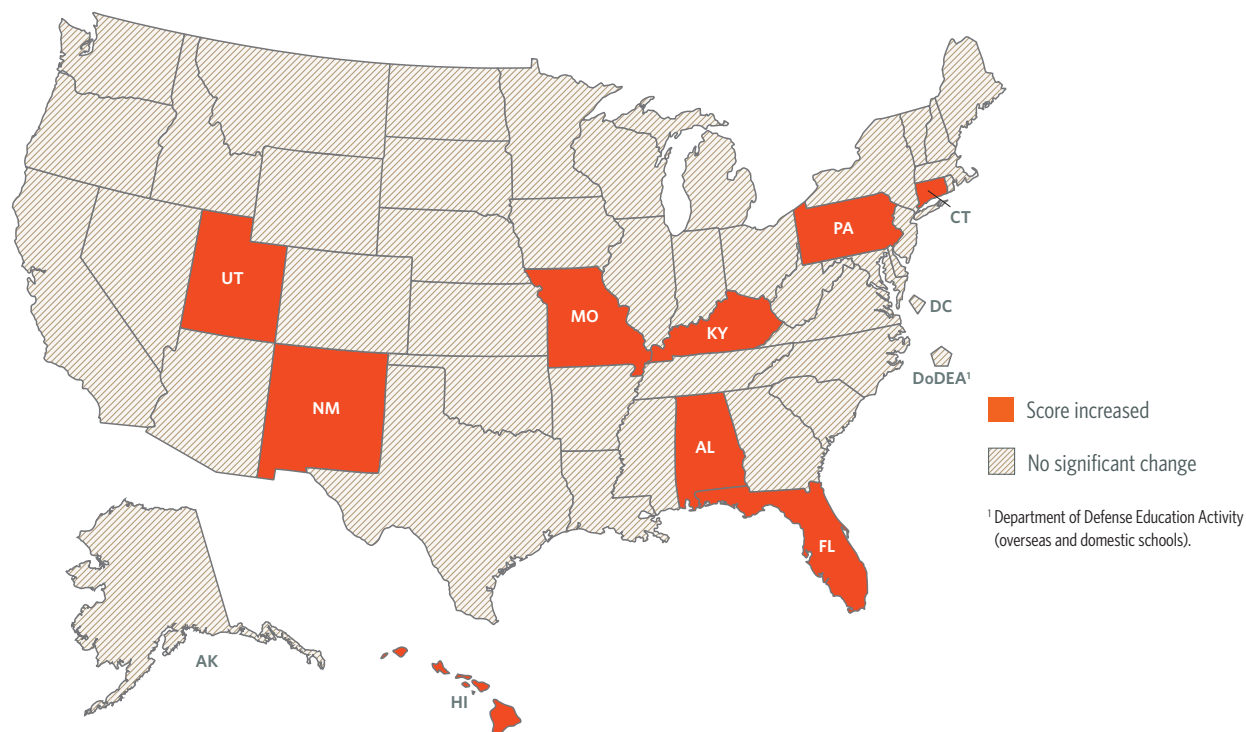 UT
NM
MO
KY
AL
FL
PA
CT
DC
DoDEA¹
AK
HI
Score increased
No significant change
¹ Department of Defense Education Activity
(overseas and domestic schools).